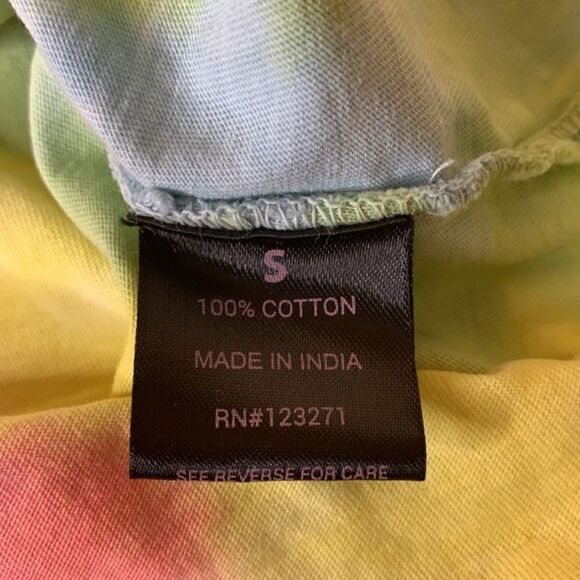 S
100% COTTON
MADE IN INDIA
RN#123271
SEE REVERSE FOR CARE